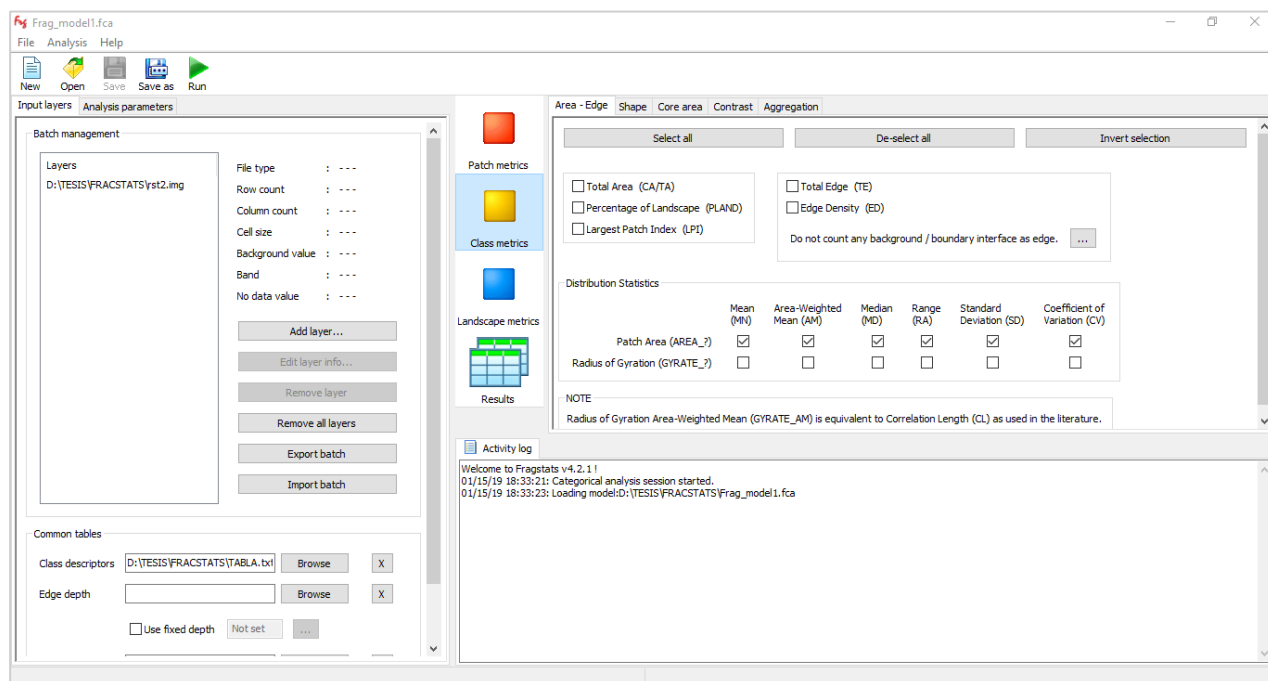 Frag_model1.fca
File Analysis Help
New Open Save Save as Run
Input layers Analysis parameters
Batch management
Layers
D:\TESIS\FRACSTATS\rst2.img
File type : ---
Row count : ---
Column count : ---
Cell size : ---
Background value : ---
Band : ---
No data value : ---
Add layer...
Edit layer info...
Remove layer
Remove all layers
Export batch
Import batch
Common tables
Class descriptors D:\TESIS\FRACSTATS\TABLA.txt Browse X
Edge depth Browse X
Use fixed depth Not set ...
Patch metrics
Class metrics
Landscape metrics
Results
Area - Edge Shape Core area Contrast Aggregation
Select all De-select all Invert selection
Total Area (CA/TA)
Percentage of Landscape (PLAND)
Largest Patch Index (LPI)
Total Edge (TE)
Edge Density (ED)
Do not count any background / boundary interface as edge. ...
Distribution Statistics
Mean (MN) Area-Weighted Mean (AM) Median (MD) Range (RA) Standard Deviation (SD) Coefficient of Variation (CV)
Patch Area (AREA_?)
Radius of Gyration (GYRATE_?)
NOTE
Radius of Gyration Area-Weighted Mean (GYRATE_AM) is equivalent to Correlation Length (CL) as used in the literature.
Activity log
Welcome to Fragstats v4.2.1 !
01/15/19 18:33:21: Categorical analysis session started.
01/15/19 18:33:23: Loading model:D:\TESIS\FRACSTATS\Frag_model1.fca